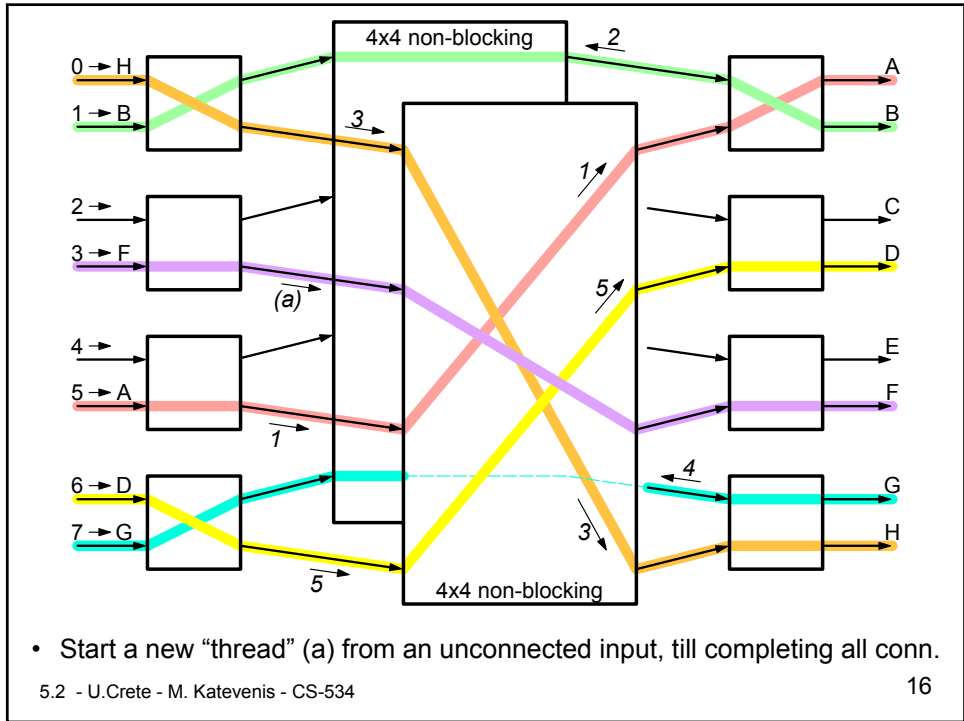 4x4 non-blocking
2
0 → H
A
1 → B
B
3
1
2 →
C
3 → F
D
(a)
5
4 →
E
5 → A
F
1
4
6 → D
G
7 → G
3
H
5
4x4 non-blocking
• Start a new “thread” (a) from an unconnected input, till completing all conn.
5.2 - U.Crete - M. Katevenis - CS-534
16